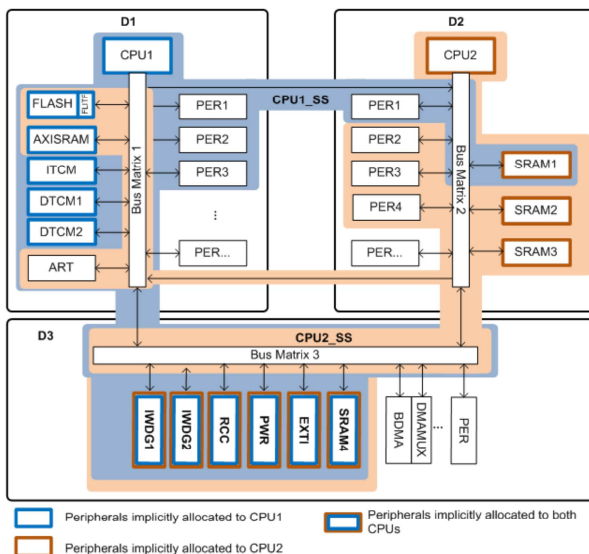 D1
D2
CPU1
CPU2
CPU1_SS
FLASH
FLITF
AXISRAM
ITCM
DTCM1
DTCM2
ART
Bus Matrix 1
PER1
PER2
PER3
⋮
PER...
PER1
PER2
PER3
PER4
PER...
Bus Matrix 2
SRAM1
SRAM2
SRAM3
D3
CPU2_SS
Bus Matrix 3
IWDG1
IWDG2
RCC
PWR
EXTI
SRAM4
BDMA
DMAMUX
...
PER
Peripherals implicitly allocated to CPU1
Peripherals implicitly allocated to both
CPUs
Peripherals implicitly allocated to CPU2